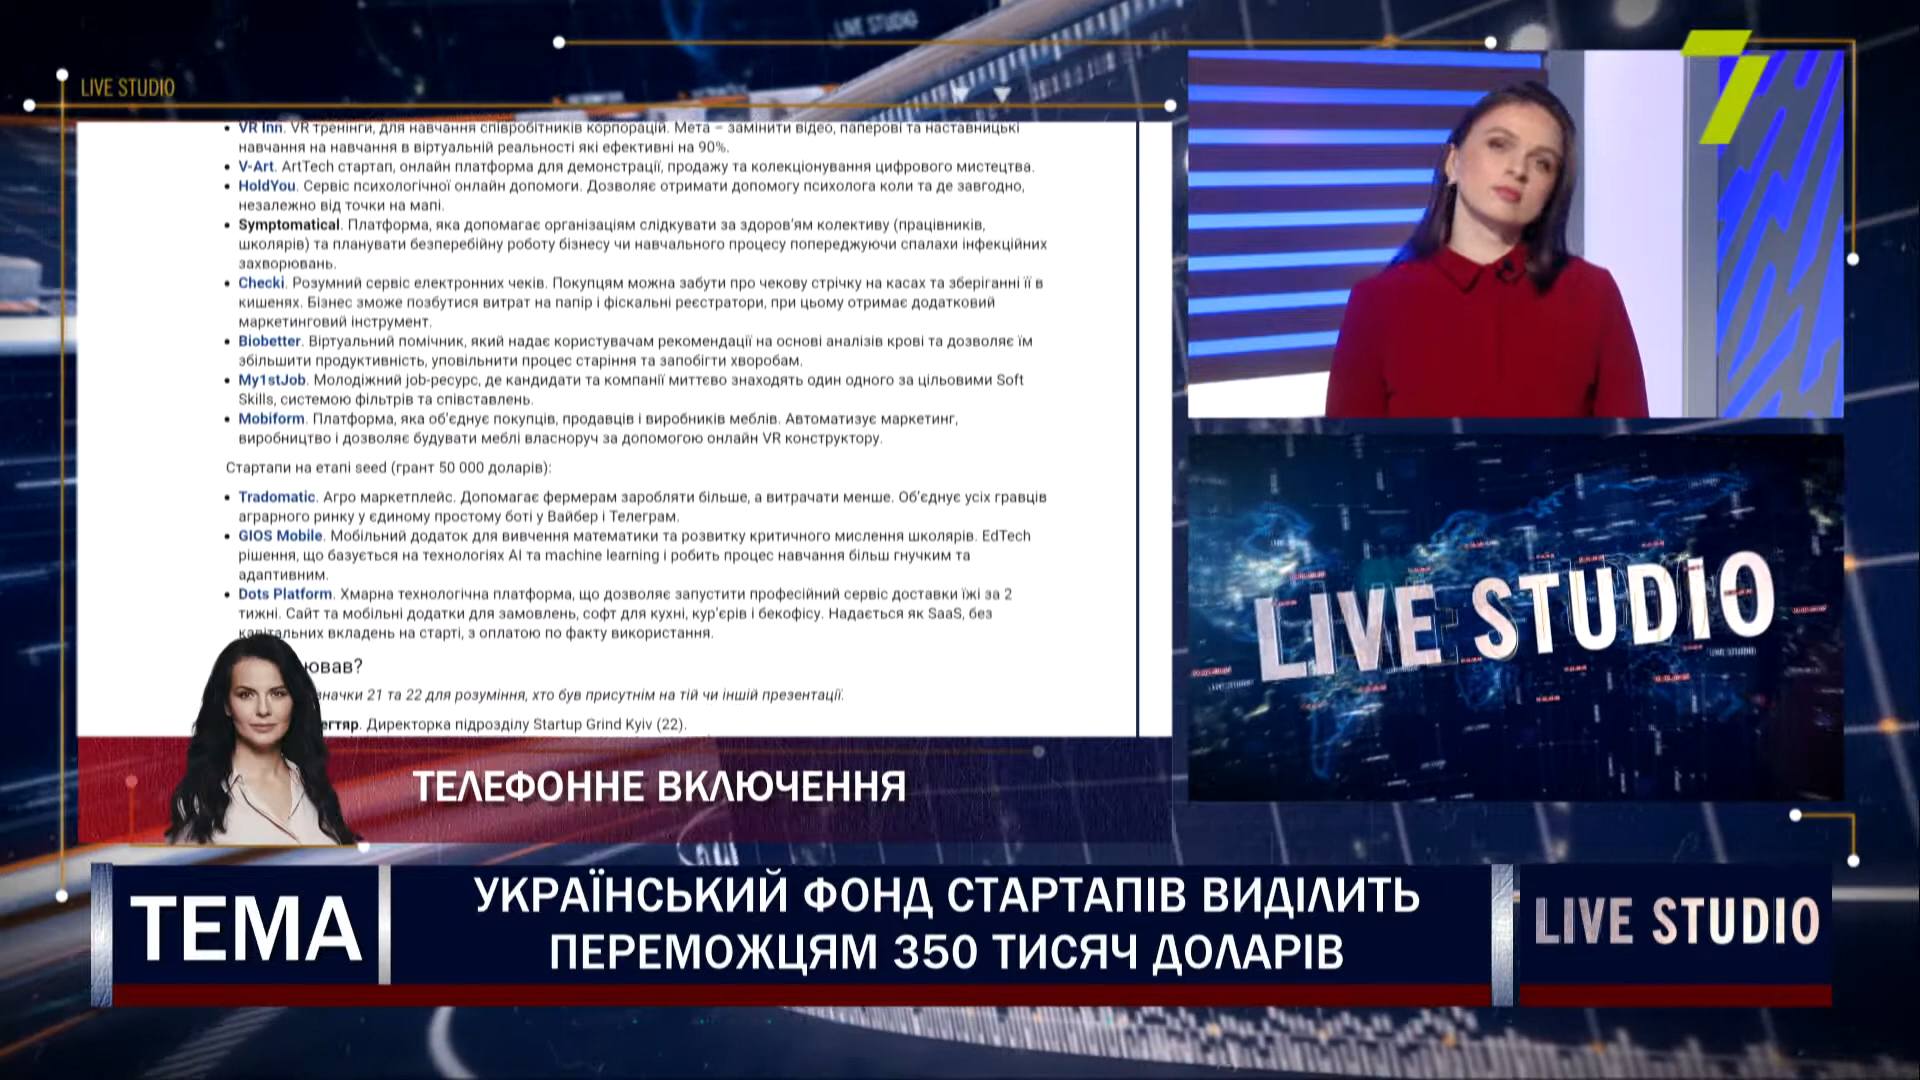 LIVE STUDIO
LIVE STUDIO
7
• VR Inn. VR тренінги, для навчання співробітників корпорацій. Мета – замінити відео, паперові та наставницькі
навчання на навчання в віртуальній реальності які ефективні на 90%.
• V-Art. ArtTech стартап, онлайн платформа для демонстрації, продажу та колекціонування цифрового мистецтва.
• HoldYou. Сервіс психологічної онлайн допомоги. Дозволяє отримати допомогу психолога коли та де завгодно,
незалежно від точки на мапі.
• Symptomatical. Платформа, яка допомагає організаціям слідкувати за здоров'ям колективу (працівників,
школярів) та планувати безперебійну роботу бізнесу чи навчального процесу попереджуючи спалахи інфекційних
захворювань.
• Checki. Розумний сервіс електронних чеків. Покупцям можна забути про чекову стрічку на касах та зберіганні її в
кишенях. Бізнес зможе позбутися витрат на папір і фіскальні реєстратори, при цьому отримає додатковий
маркетинговий інструмент.
• Biobetter. Віртуальний помічник, який надає користувачам рекомендації на основі аналізів крові та дозволяє їм
збільшити продуктивність, уповільнити процес старіння та запобігти хворобам.
• My1stJob. Молодіжний job-ресурс, де кандидати та компанії миттєво знаходять один одного за цільовими Soft
Skills, системою фільтрів та співставлень.
• Mobiform. Платформа, яка об'єднує покупців, продавців і виробників меблів. Автоматизує маркетинг,
виробництво і дозволяє будувати меблі власноруч за допомогою онлайн VR конструктору.
Стартапи на етапі seed (грант 50 000 доларів):
• Tradomatic. Агро маркетплейс. Допомагає фермерам заробляти більше, а витрачати менше. Об'єднує усіх гравців
аграрного ринку у єдиному простому боті у Вайбер і Телеграм.
• GIOS Mobile. Мобільний додаток для вивчення математики та розвитку критичного мислення школярів. EdTech
рішення, що базується на технологіях AI та machine learning і робить процес навчання більш гнучким та
адаптивним.
• Dots Platform. Хмарна технологічна платформа, що дозволяє запустити професійний сервіс доставки їжі за 2
тижні. Сайт та мобільні додатки для замовлень, софт для кухні, кур'єрів і бекофісу. Надається як SaaS, без
капітальних вкладень на старті, з оплатою по факту використання.
ював?
значки 21 та 22 для розуміння, хто був присутнім на тій чи іншій презентації.
егтяр. Директорка підрозділу Startup Grind Kyiv (22).
LIVE STUDIO
ТЕЛЕФОННЕ ВКЛЮЧЕННЯ
ТЕМА
УКРАЇНСЬКИЙ ФОНД СТАРТАПІВ ВИДІЛИТЬ
ПЕРЕМОЖЦЯМ 350 ТИСЯЧ ДОЛАРІВ
LIVE STUDIO